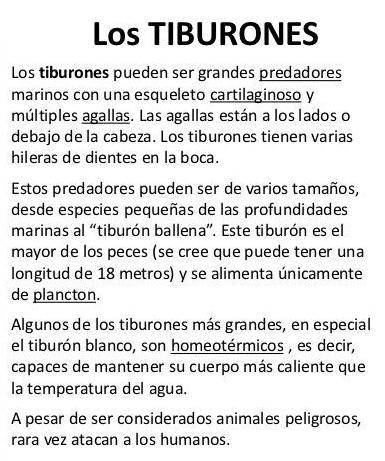 Los TIBURONES
Los tiburones pueden ser grandes predadores
marinos con una esqueleto cartilaginoso y
múltiples agallas. Las agallas están a los lados o
debajo de la cabeza. Los tiburones tienen varias
hileras de dientes en la boca.
Estos predadores pueden ser de varios tamaños,
desde especies pequeñas de las profundidades
marinas al “tiburón ballena”. Este tiburón es el
mayor de los peces (se cree que puede tener una
longitud de 18 metros) y se alimenta únicamente
de plancton.
Algunos de los tiburones más grandes, en especial
el tiburón blanco, son homeotérmicos , es decir,
capaces de mantener su cuerpo más caliente que
la temperatura del agua.
A pesar de ser considerados animales peligrosos,
rara vez atacan a los humanos.